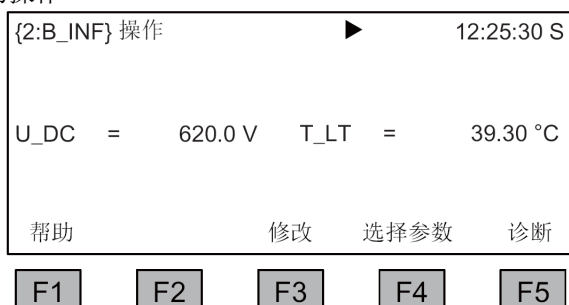 {2:B_INF} 操作 ▶ 12:25:30 S
U_DC = 620.0 V T_LT = 39.30 °C
帮助 修改 选择参数 诊断
F1 F2 F3 F4 F5